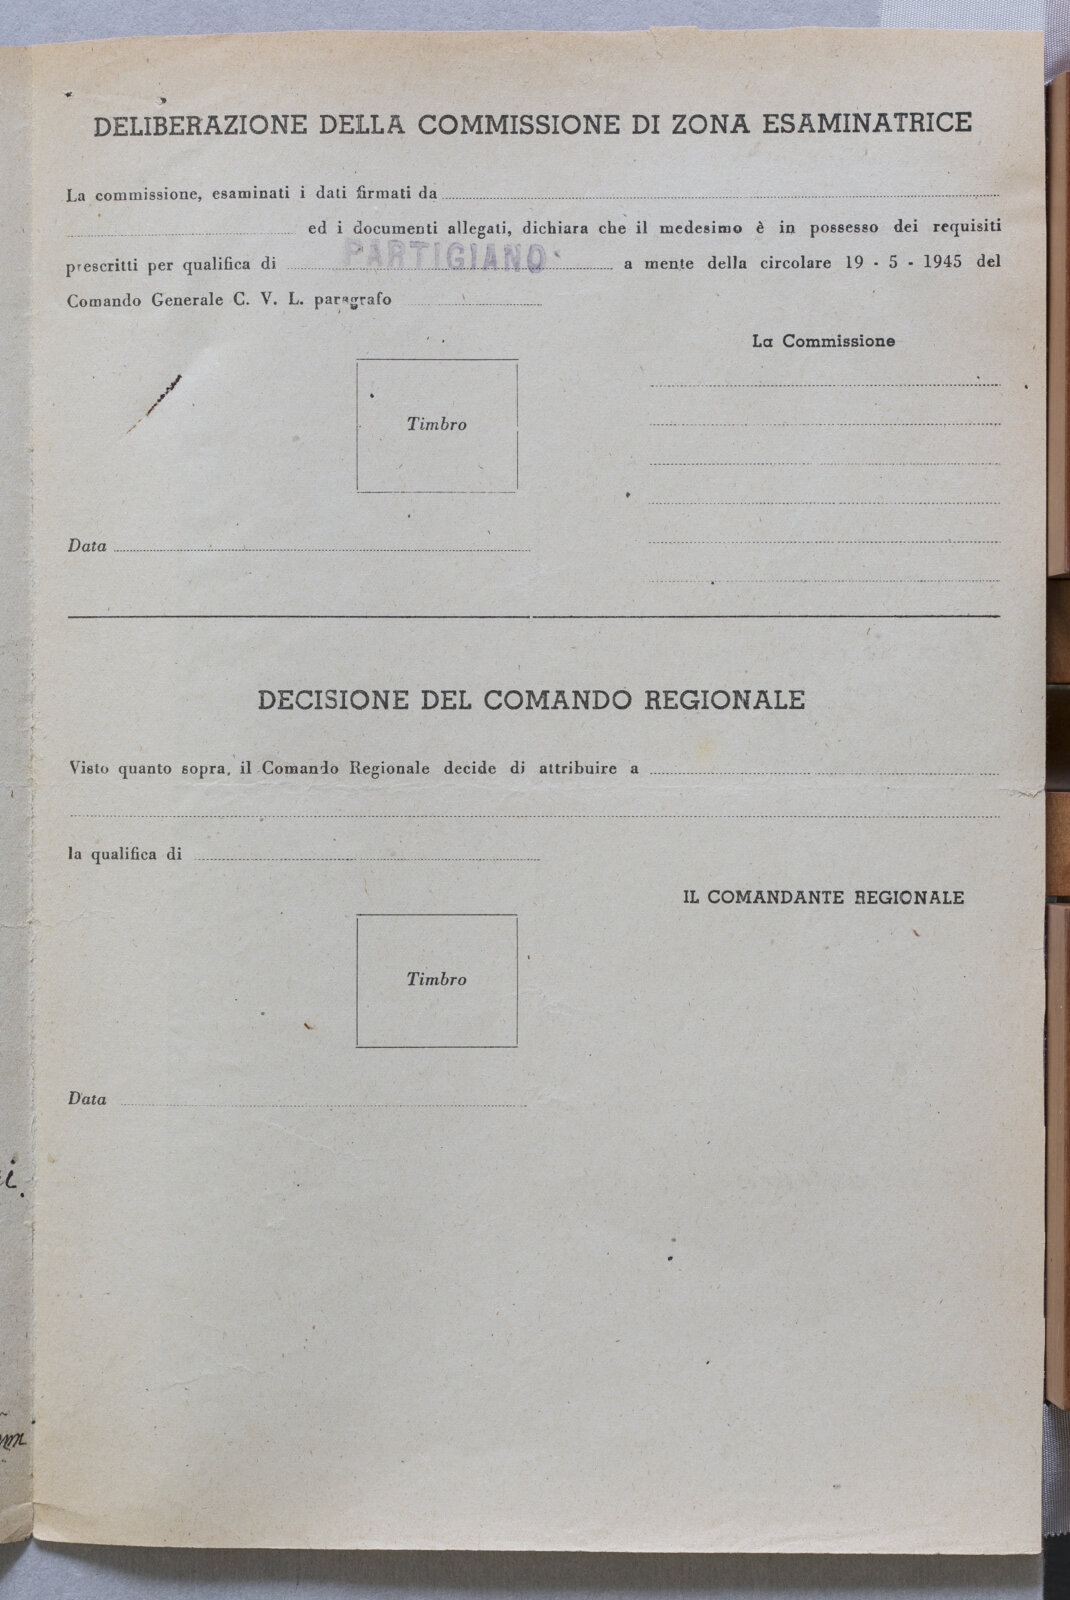 DELIBERAZIONE DELLA COMMISSIONE DI ZONA ESAMINATRICE
La commissione, esaminati i dati firmati da
ed i documenti allegati, dichiara che il medesimo è in possesso dei requisiti
prescritti per qualifica di PARTIGIANO a mente della circolare 19 - 5 - 1945 del
Comando Generale C. V. L. paragrafo
La Commissione
Timbro
Data
DECISIONE DEL COMANDO REGIONALE
Visto quanto sopra, il Comando Regionale decide di attribuire a
la qualifica di
IL COMANDANTE REGIONALE
Timbro
Data